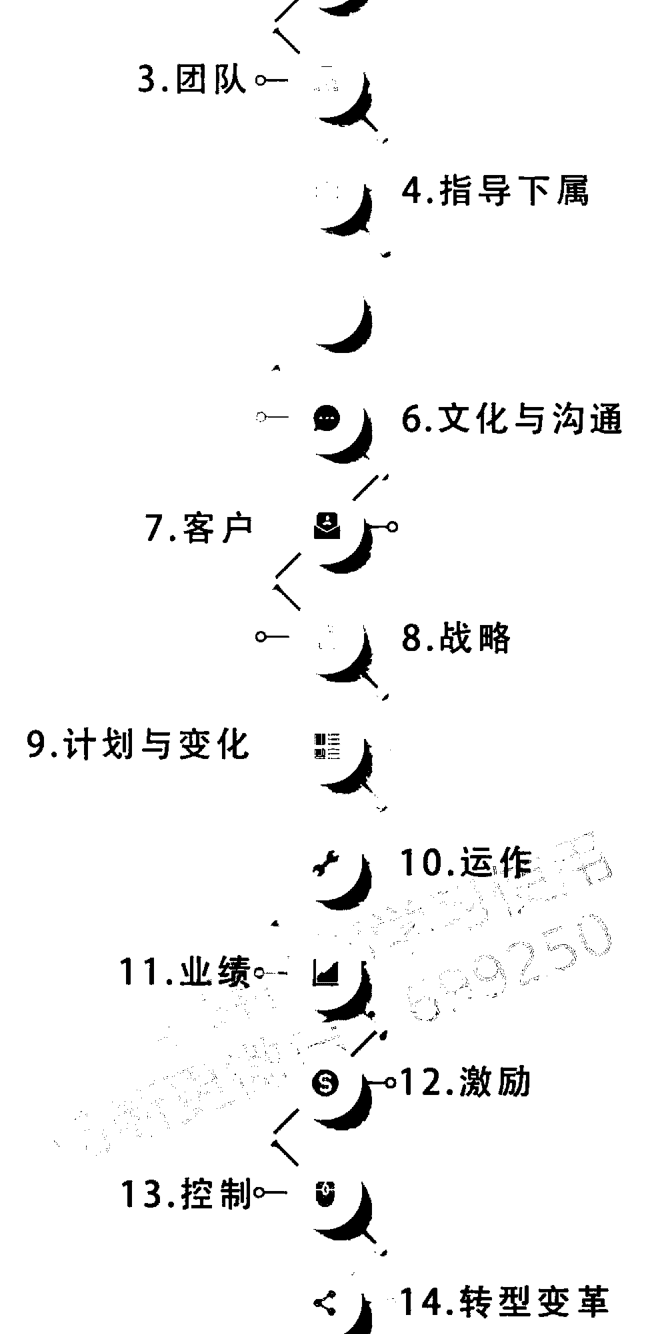 3.团队
4.指导下属
6.文化与沟通
7.客户
8.战略
9.计划与变化
10.运作
11.业绩
12.激励
13.控制
14.转型变革